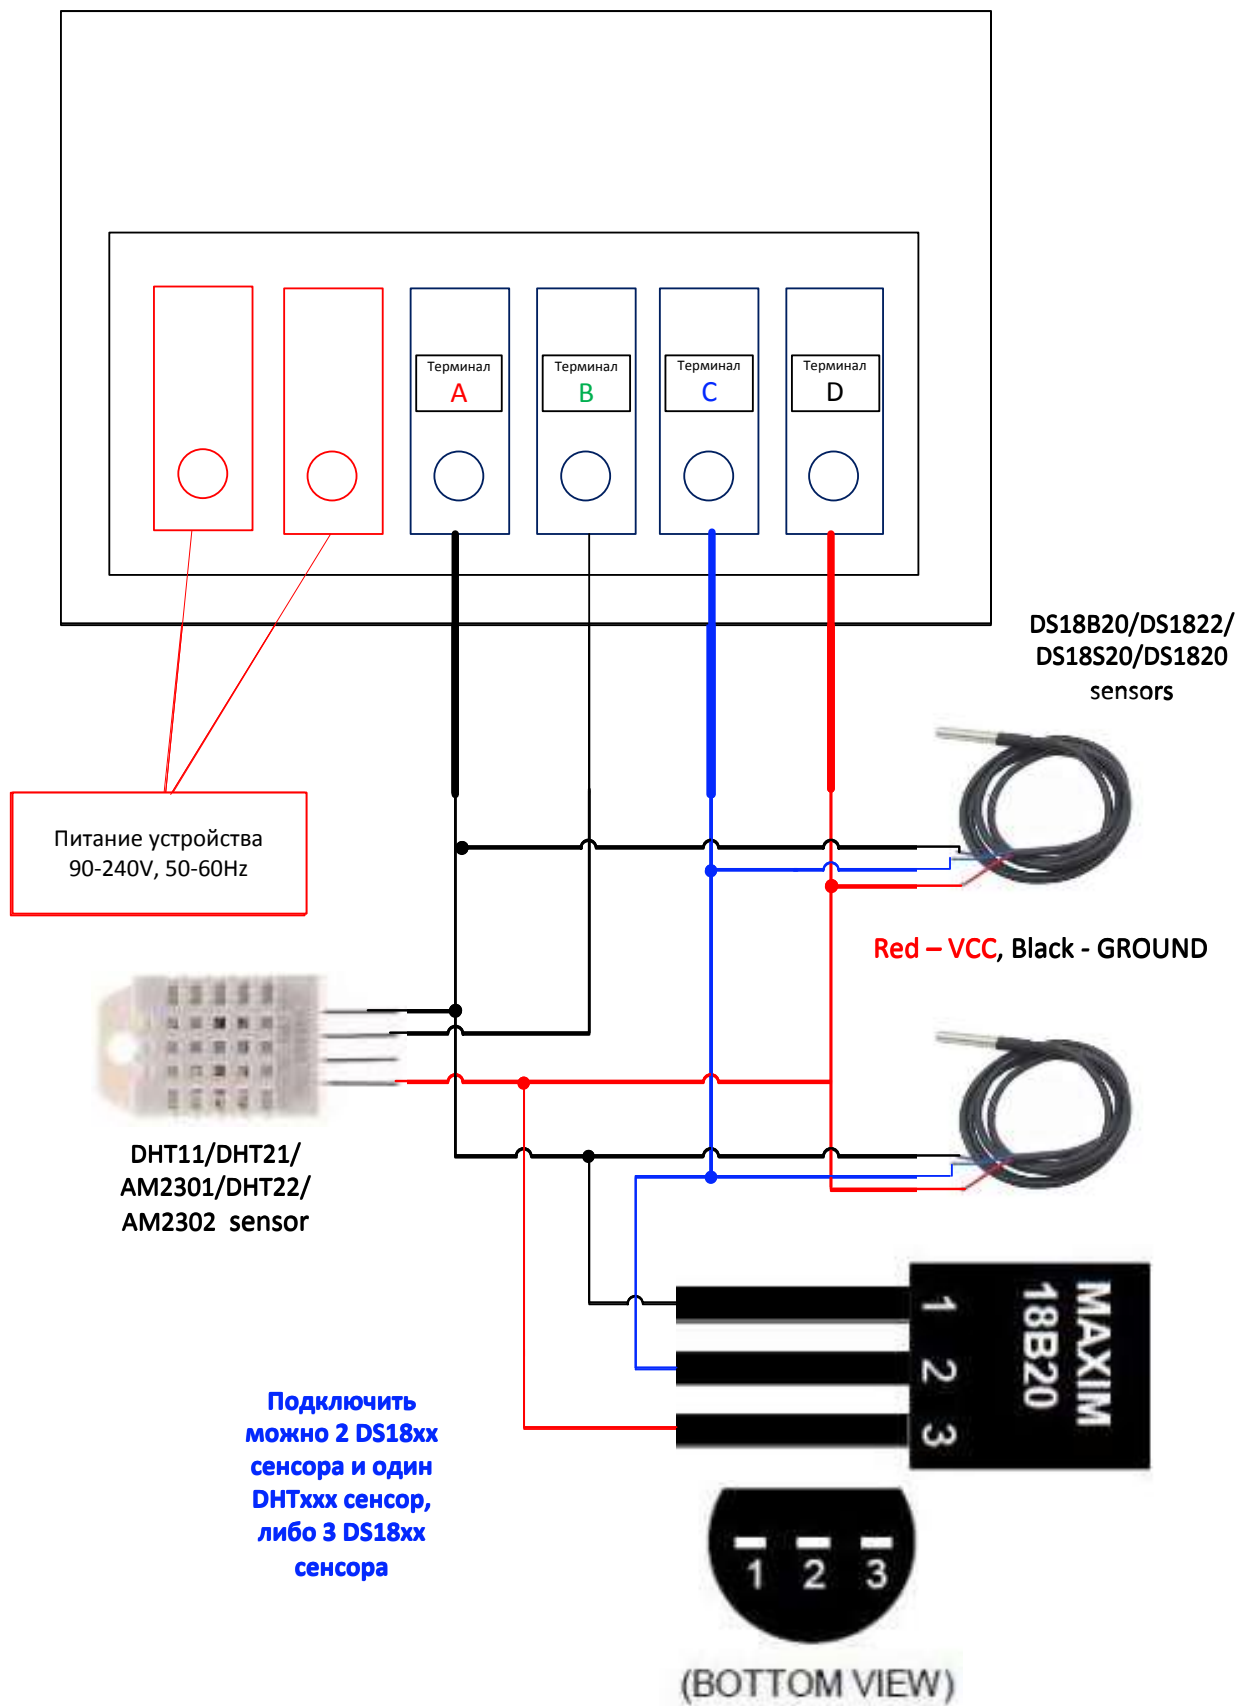 Терминал
A
Терминал
B
Терминал
C
Терминал
D
DS18B20/DS1822/
DS18S20/DS1820
sensors
Питание устройства
90-240V, 50-60Hz
Red – VCC, Black - GROUND
DHT11/DHT21/
AM2301/DHT22/
AM2302 sensor
MAXIM
18B20
1
2
3
Подключить
можно 2 DS18xx
сенсора и один
DHTxxx сенсор,
либо 3 DS18xx
сенсора
1 2 3
(BOTTOM VIEW)